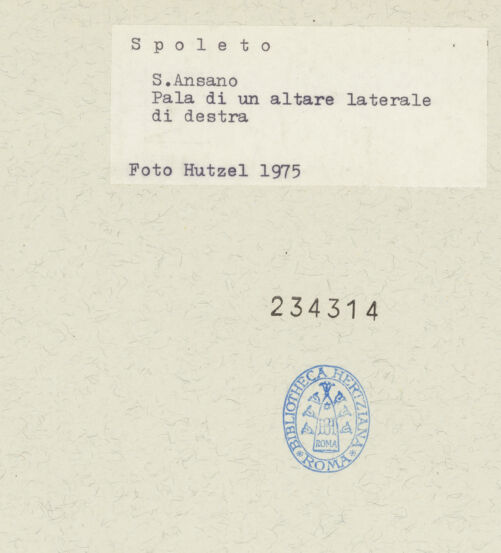 S p o l e t o
S.Ansano
Pala di un altare laterale
di destra
Foto Hutzel 1975
234314
BIBLIOTHECA HERTZIANA
ROMA
* ROMA *